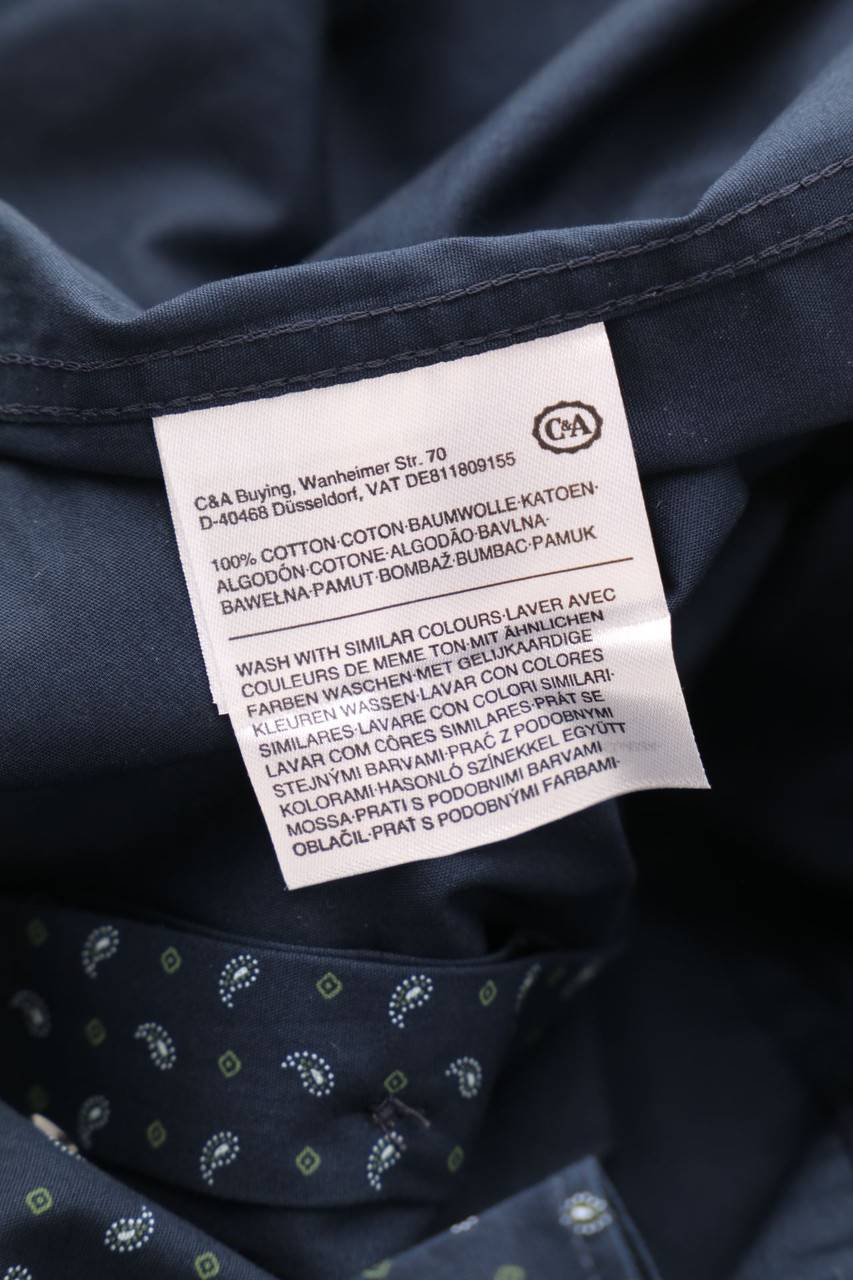 C&A
C&A Buying, Wanheimer Str. 70
D-40468 Düsseldorf, VAT DE811809155
100% COTTON·COTON·BAUMWOLLE·KATOEN·
ALGODÓN·COTONE·ALGODÃO·BAVLNA·
BAWEŁNA·PAMUT·BOMBAŽ·BUMBAC·PAMUK
WASH WITH SIMILAR COLOURS·LAVER AVEC
COULEURS DE MEME TON·MIT ÄHNLICHEN
FARBEN WASCHEN·MET GELIJKAARDIGE
KLEUREN WASSEN·LAVAR CON COLORES
SIMILARES·LAVARE CON COLORI SIMILARI·
LAVAR COM CÔRES SIMILARES·PRÁT SE
STEJNÝMI BARVAMI·PRAĆ Z PODOBNYMI
KOLORAMI·HASONLÓ SZÍNEKKEL EGYÜTT
MOSSA·PRATI S PODOBNIMI BARVAMI
OBLAČIL·PRAŤ S PODOBNÝMI FARBAMI·